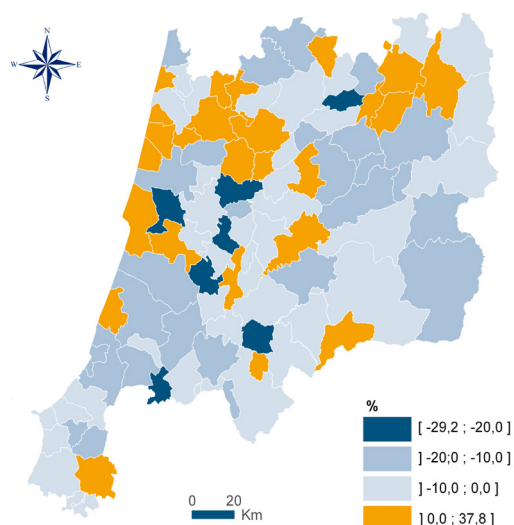 N
W E
S
%
[ -29,2 ; -20,0 ]
] -20;0 ; -10,0 ]
] -10,0 ; 0,0 ]
] 0,0 ; 37,8 ]
0 20
Km